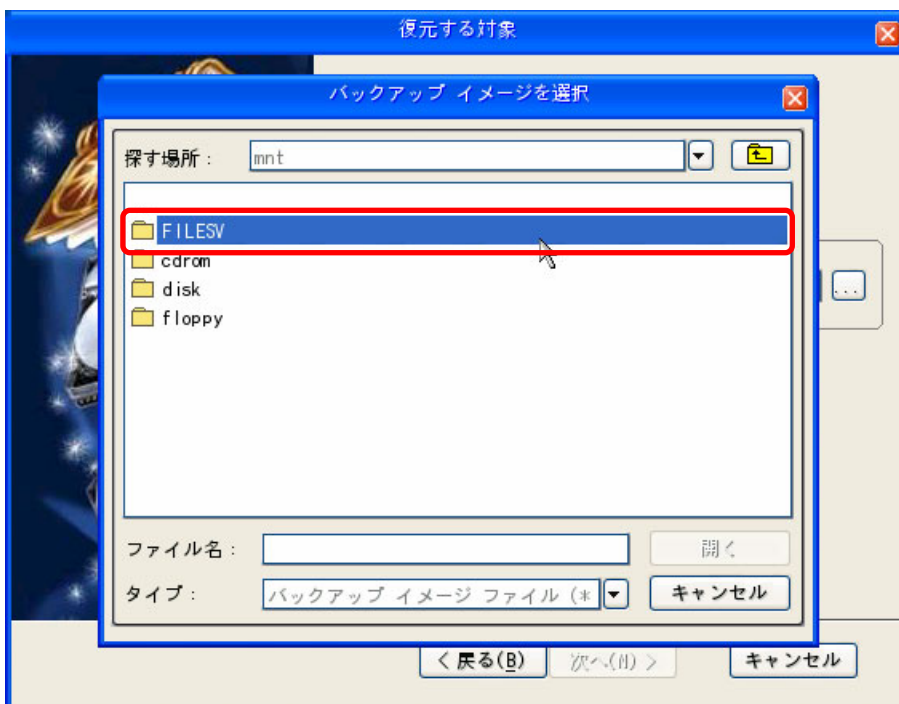 復元する対象
バックアップ イメージを選択
探す場所 : mnt
FILESV
cdrom
disk
floppy
...
ファイル名 :
開く
タイプ : バックアップ イメージ ファイル (*
キャンセル
< 戻る(B) 次へ(N) > キャンセル